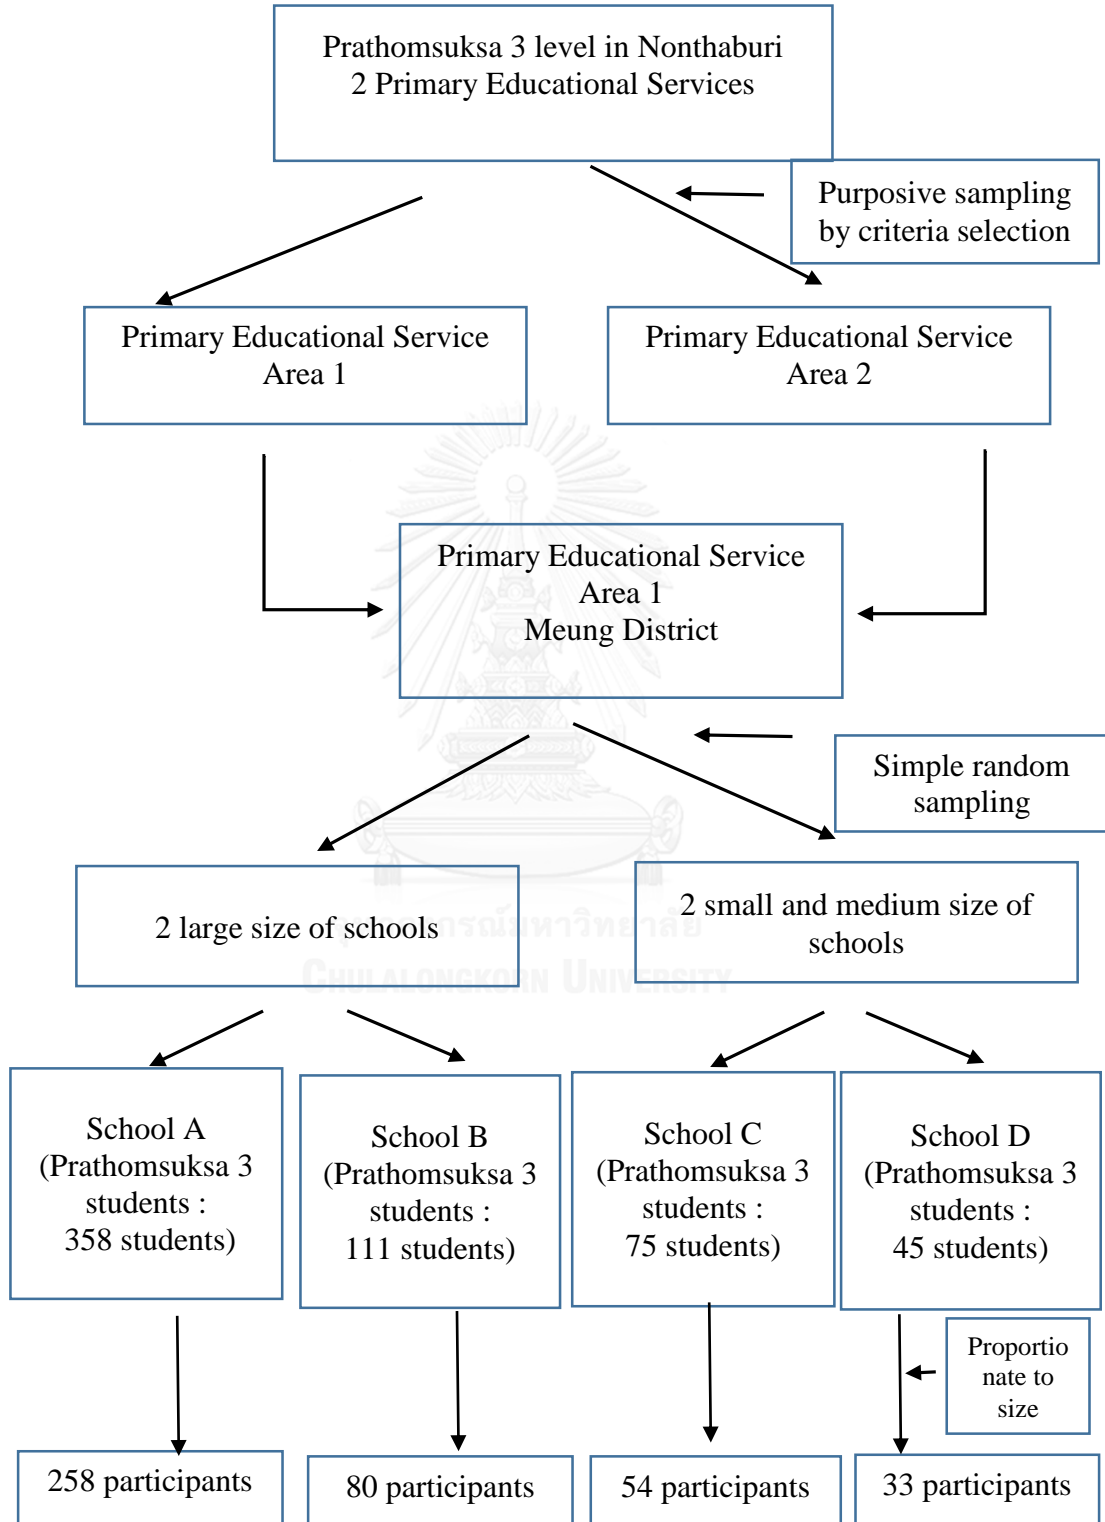 Prathomsuksa 3 level in Nonthaburi
2 Primary Educational Services
Purposive sampling
by criteria selection
Primary Educational Service
Area 1
Primary Educational Service
Area 2
Primary Educational Service
Area 1
Meung District
Simple random
sampling
2 large size of schools
2 small and medium size of
schools
CHULALONGKORN UNIVERSITY
School A
(Prathomsuksa 3
students :
358 students)
School B
(Prathomsuksa 3
students :
111 students)
School C
(Prathomsuksa 3
students :
75 students)
School D
(Prathomsuksa 3
students :
45 students)
Proportio
nate to
size
258 participants
80 participants
54 participants
33 participants